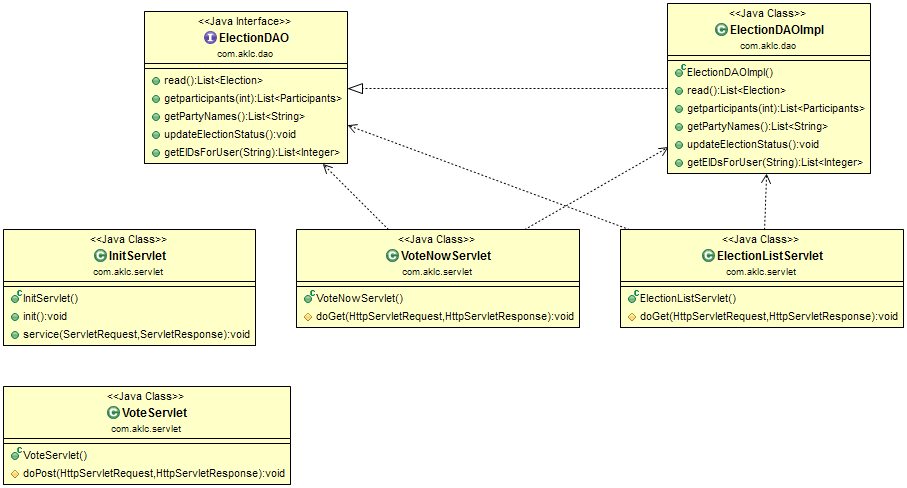 <<Java Interface>>
ElectionDAO
com.aklc.dao
read():List<Election>
getparticipants(int):List<Participants>
getPartyNames():List<String>
updateElectionStatus():void
getEIDsForUser(String):List<Integer>
<<Java Class>>
ElectionDAOImpl
com.aklc.dao
ElectionDAOImpl()
read():List<Election>
getparticipants(int):List<Participants>
getPartyNames():List<String>
updateElectionStatus():void
getEIDsForUser(String):List<Integer>
<<Java Class>>
InitServlet
com.aklc.servlet
InitServlet()
init():void
service(ServletRequest,ServletResponse):void
<<Java Class>>
VoteNowServlet
com.aklc.servlet
VoteNowServlet()
doGet(HttpServletRequest,HttpServletResponse):void
<<Java Class>>
ElectionListServlet
com.aklc.servlet
ElectionListServlet()
doGet(HttpServletRequest,HttpServletResponse):void
<<Java Class>>
VoteServlet
com.aklc.servlet
VoteServlet()
doPost(HttpServletRequest,HttpServletResponse):void